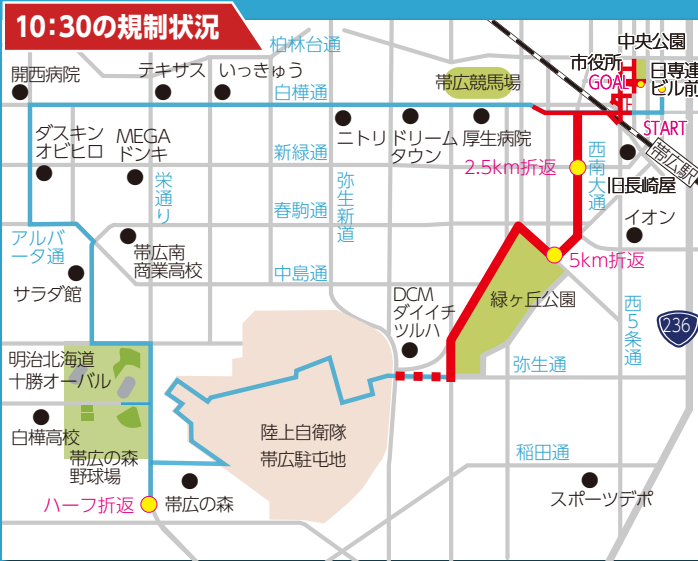 10:30の規制状況
柏林台通
中央公園
市役所
GOAL
日専連
ビル前
開西病院
テキサス
いっきゅう
帯広競馬場
白樺通
START
ダスキン
オビヒロ
MEGA
ドンキ
ニトリ
ドリーム
タウン
厚生病院
新緑通
2.5km折返
西南大通
帯広駅
旧長崎屋
栄通り
弥生新道
春駒通
イオン
アルバ
ータ通
帯広南
商業高校
中島通
5km折返
サラダ館
DCM
ダイイチ
ツルハ
緑ヶ丘公園
西5条通
236
明治北海道
十勝オーバル
弥生通
白樺高校
陸上自衛隊
帯広駐屯地
帯広の森
野球場
稲田通
ハーフ折返
帯広の森
スポーツデポ